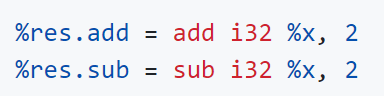 %res.add = add i32 %x, 2
%res.sub = sub i32 %x, 2